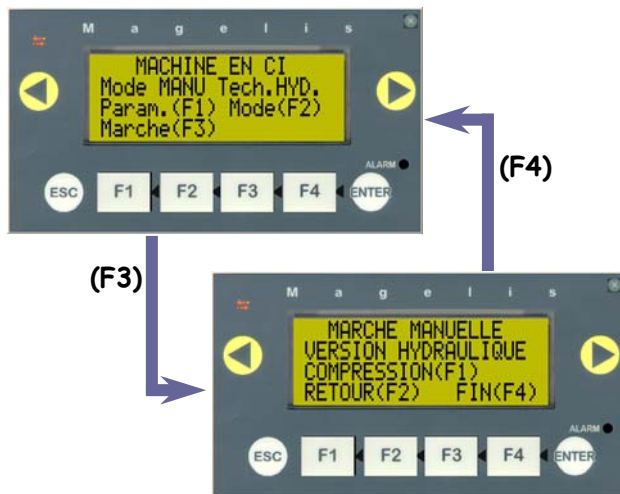 M a g e l i s
MACHINE EN CI
Mode MANU Tech.HYD.
Param.(F1) Mode(F2)
Marche(F3)
ALARM
ESC F1 F2 F3 F4 ENTER
(F4)
(F3)
M a g e l i s
MARCHE MANUELLE
VERSION HYDRAULIQUE
COMPRESSION(F1)
RETOUR(F2) FIN(F4)
ALARM
ESC F1 F2 F3 F4 ENTER